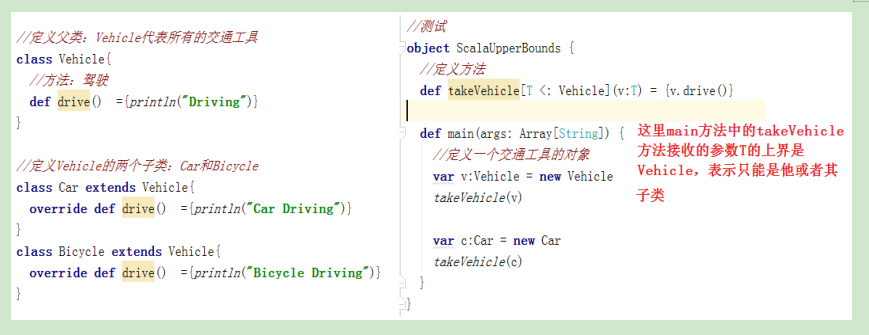 //定义父类：Vehicle代表所有的交通工具
class Vehicle{
//方法：驾驶
def drive() ={println("Driving")}
}
//定义Vehicle的两个子类：Car和Bicycle
class Car extends Vehicle{
override def drive() ={println("Car Driving")}
}
class Bicycle extends Vehicle{
override def drive() ={println("Bicycle Driving")}
}
//测试
object ScalaUpperBounds {
//定义方法
def takeVehicle[T <: Vehicle](v:T) = {v.drive()}
def main(args: Array[String]) {
//定义一个交通工具的对象
var v:Vehicle = new Vehicle
takeVehicle(v)
var c:Car = new Car
takeVehicle(c)
}
}
这里main方法中的takeVehicle
方法接收的参数T的上界是
Vehicle，表示只能是他或者其
子类